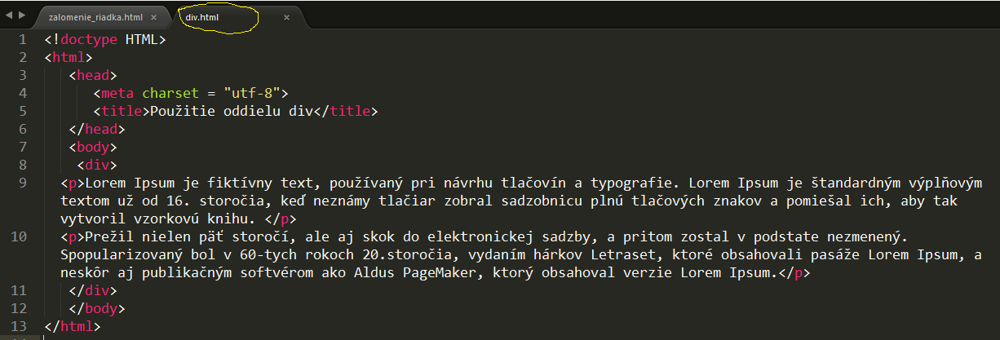 zalomenie_riadka.html × div.html ×
1 <!doctype HTML>
2 <html>
3 <head>
4 <meta charset = "utf-8">
5 <title>Použitie oddielu div</title>
6 </head>
7 <body>
8 <div>
9 <p>Lorem Ipsum je fiktívny text, používaný pri návrhu tlačovín a typografie. Lorem Ipsum je štandardným výplňovým
textom už od 16. storočia, keď neznámy tlačiar zobral sadzobnicu plnú tlačových znakov a pomiešal ich, aby tak
vytvoril vzorkovú knihu. </p>
10 <p>Prežil nielen päť storočí, ale aj skok do elektronickej sadzby, a pritom zostal v podstate nezmenený.
Spopularizovaný bol v 60-tych rokoch 20.storočia, vydaním hárkov Letraset, ktoré obsahovali pasáže Lorem Ipsum, a
neskôr aj publikačným softvérom ako Aldus PageMaker, ktorý obsahoval verzie Lorem Ipsum.</p>
11 </div>
12 </body>
13 </html>